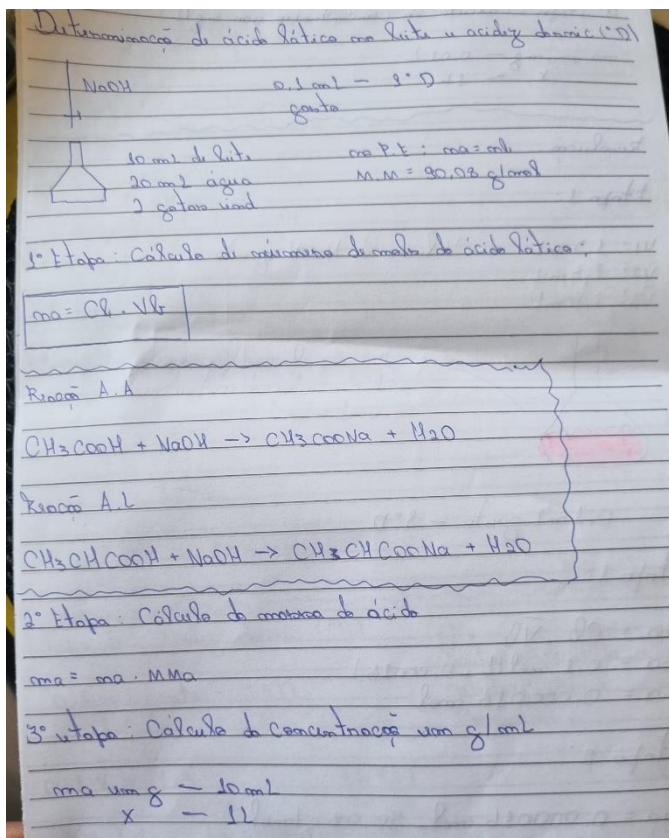 Determinação de ácido lático no leite e acidez dornic (°D)
NaOH
0,1 mL — 1°D
gasto
10 mL de leite
20 mL água
2 gotas ind
no P.E : na = nb
M.M = 90,08 g/mol
1° Etapa: Cálculo do número de mols do ácido lático:
na = Cb . Vb
Reação A.A
CH3COOH + NaOH -> CH3COONa + H2O
Reação A.L
CH3CHCOOH + NaOH -> CH3CHCOONa + H2O
2° Etapa: Cálculo da massa do ácido
ma = na . MMa
3° etapa: Cálculo da concentração em g/mL
ma em g — 10 mL
x — 1L